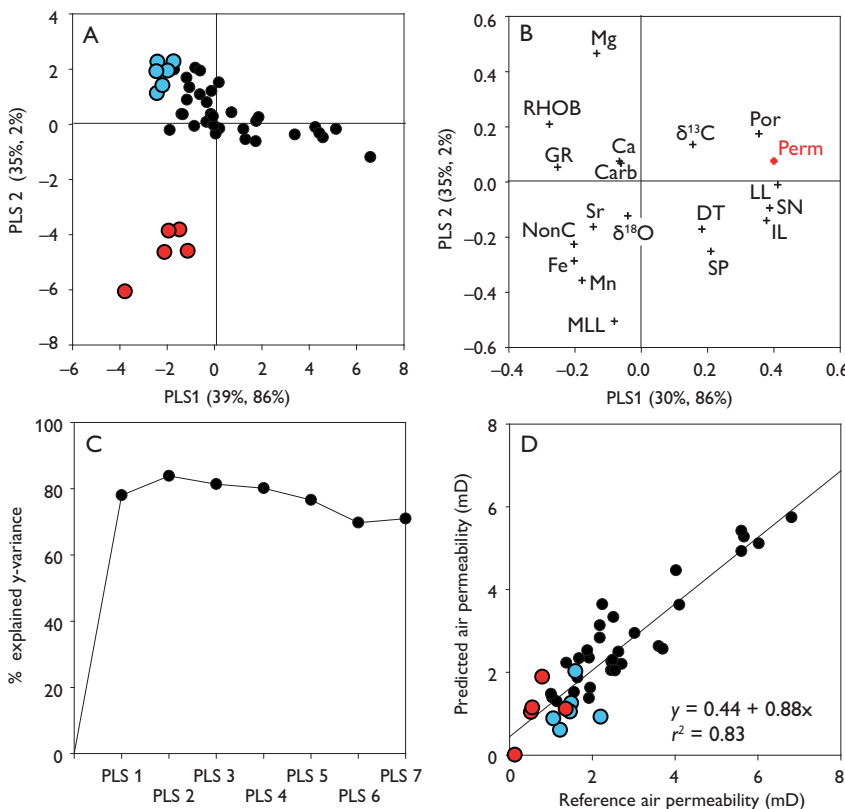 A
4
2
0
−2
−4
−6
−8
−6 −4 −2 0 2 4 6 8
PLS 2 (35%, 2%)
PLS1 (39%, 86%)
B
0.6
0.4
0.2
0.0
−0.2
−0.4
−0.6
−0.4 −0.2 0.0 0.2 0.4 0.6
PLS 2 (35%, 2%)
PLS1 (30%, 86%)
Mg
RHOB
GR
Ca
Carb
δ¹³C
Por
Perm
LL
SN
IL
DT
SP
Sr
δ¹⁸O
NonC
Fe
Mn
MLL
C
100
80
60
40
20
0
% explained y-variance
PLS 1 PLS 3 PLS 5 PLS 7
PLS 2 PLS 4 PLS 6
D
8
6
4
2
0
0 2 4 6 8
Predicted air permeability (mD)
Reference air permeability (mD)
y = 0.44 + 0.88x
r² = 0.83